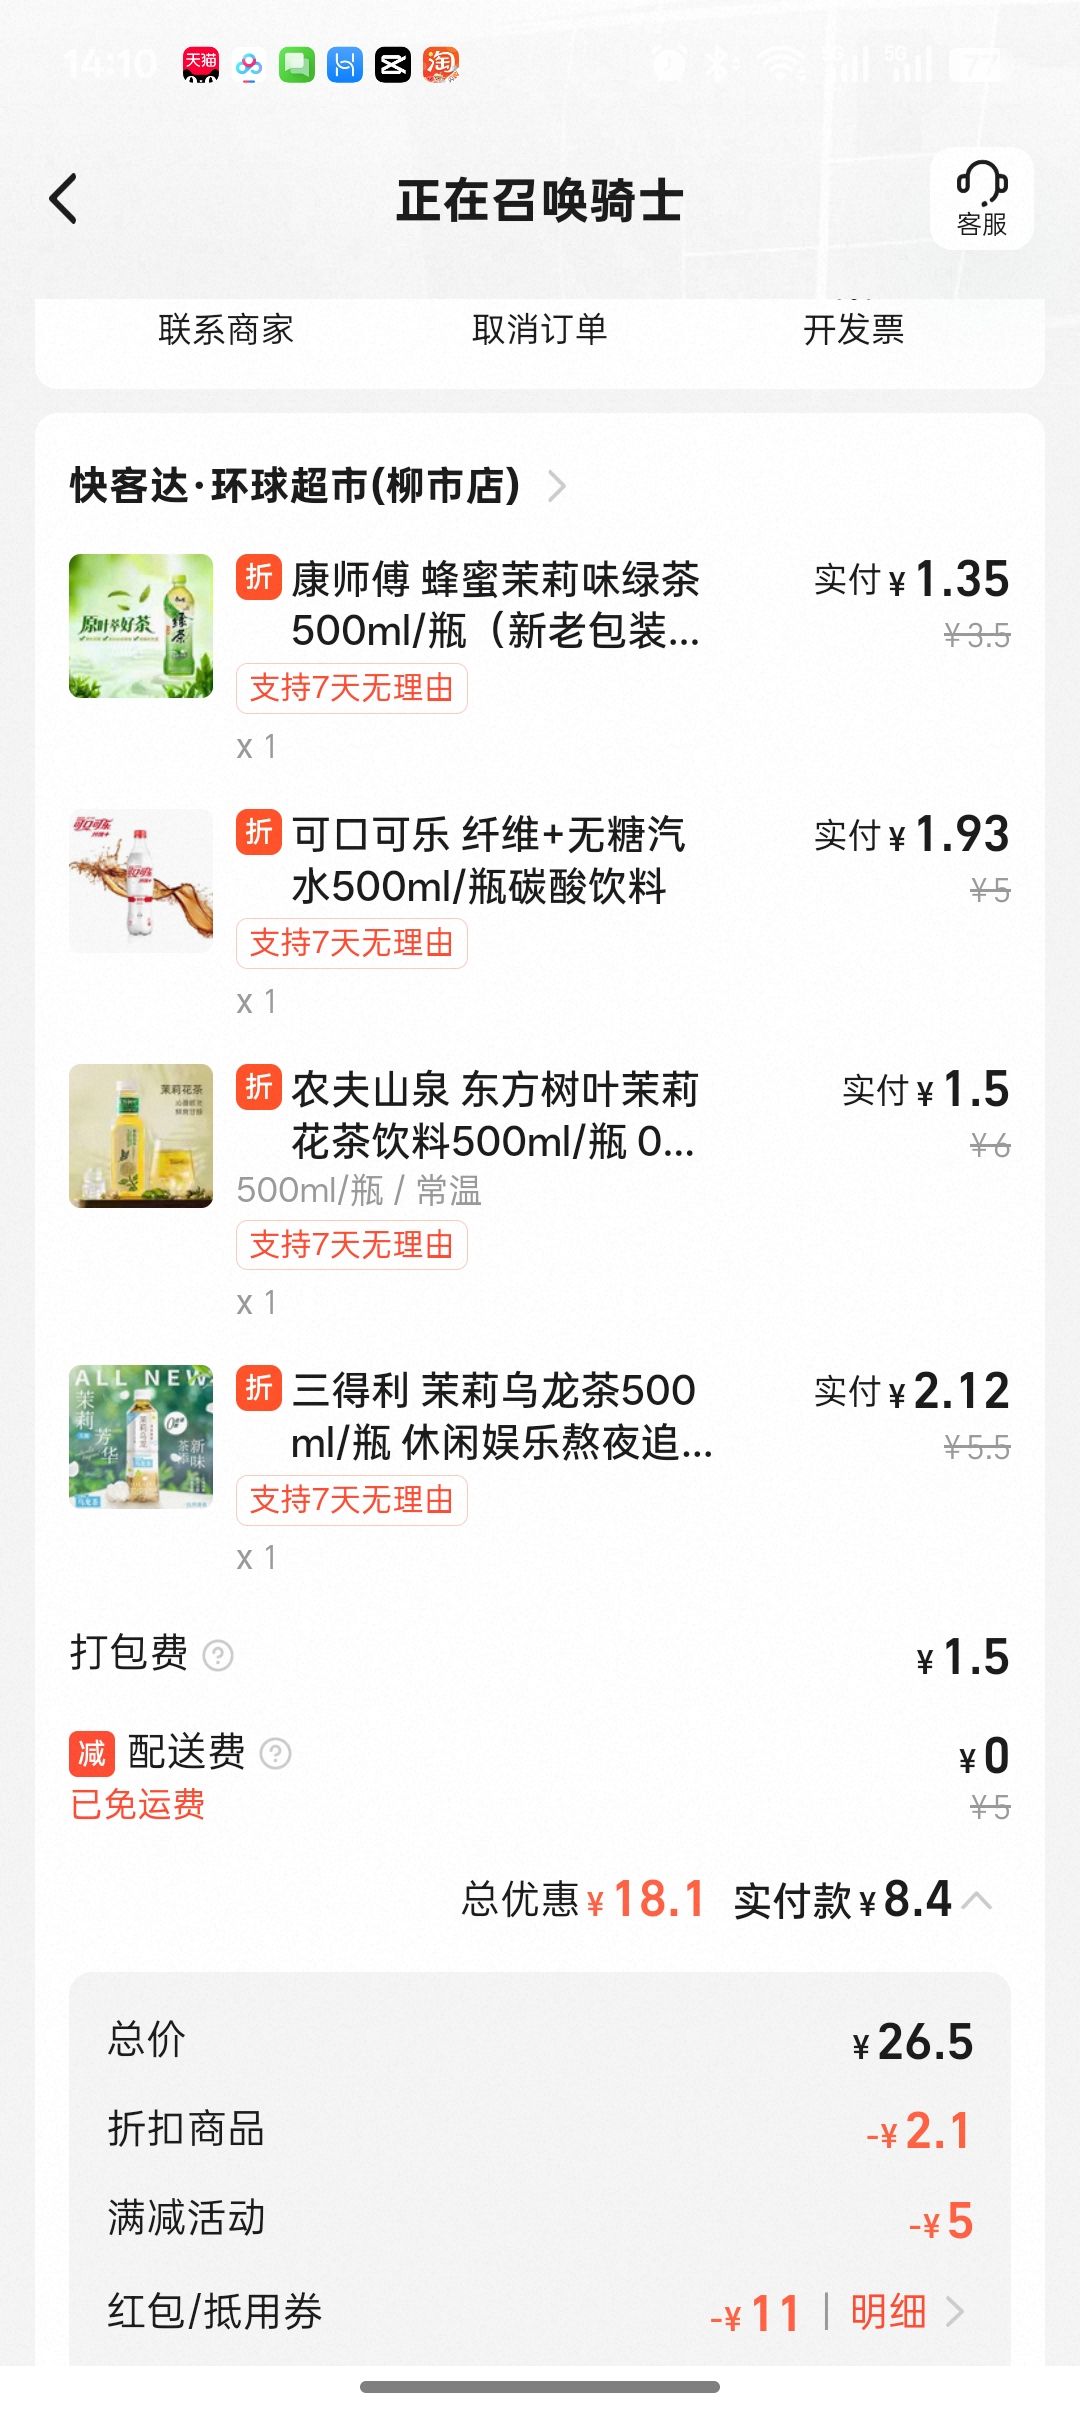 14:10
正在召唤骑士
客服
联系商家
取消订单
开发票
快客达·环球超市(柳市店)
折 康师傅 蜂蜜茉莉味绿茶
500ml/瓶（新老包装...
实付 ¥ 1.35
¥3.5
支持7天无理由
x 1
折 可口可乐 纤维+无糖汽
水500ml/瓶碳酸饮料
实付 ¥ 1.93
¥5
支持7天无理由
x 1
折 农夫山泉 东方树叶茉莉
花茶饮料500ml/瓶 0...
实付 ¥ 1.5
¥6
500ml/瓶 / 常温
支持7天无理由
x 1
折 三得利 茉莉乌龙茶500
ml/瓶 休闲娱乐熬夜追...
实付 ¥ 2.12
¥5.5
支持7天无理由
x 1
打包费
¥ 1.5
减 配送费
¥ 0
已免运费
¥5
总优惠 ¥ 18.1 实付款 ¥ 8.4
总价
¥ 26.5
折扣商品
-¥ 2.1
满减活动
-¥ 5
红包/抵用券
-¥ 11 | 明细